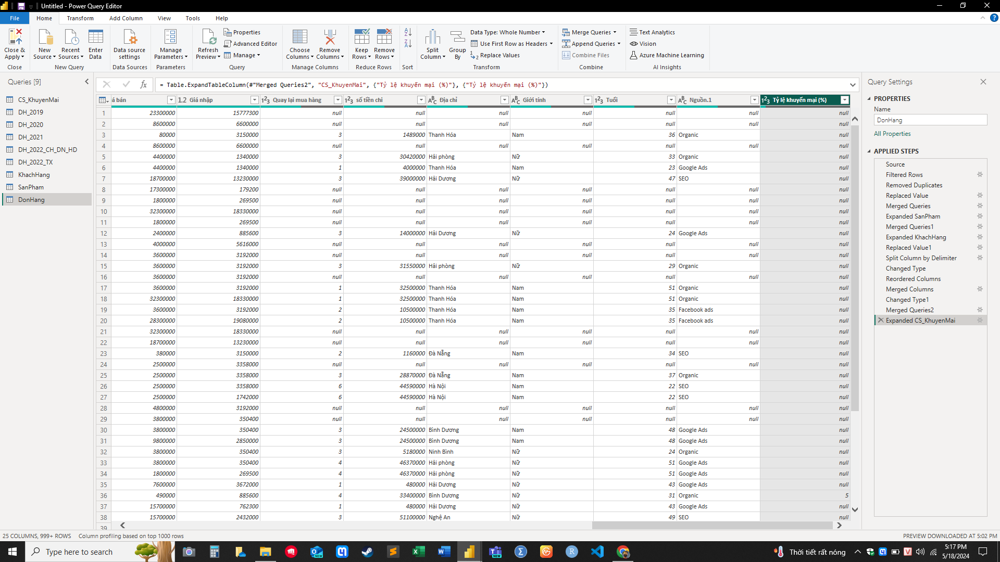 Untitled - Power Query Editor
File Home Transform Add Column View Tools Help
Close & Apply
New Source
Recent Sources
Enter Data
Data source settings
Manage Parameters
Refresh Preview
Properties
Advanced Editor
Manage
Choose Columns
Remove Columns
Keep Rows
Remove Rows
Split Column
Group By
Data Type: Whole Number
Use First Row as Headers
Replace Values
Merge Queries
Append Queries
Combine Files
Text Analytics
Vision
Azure Machine Learning
Close New Query Data Sources Parameters Query Manage Columns Reduce Rows Sort Transform Combine AI Insights
Queries [9]
CS_KhuyenMai
DH_2019
DH_2020
DH_2021
DH_2022_CH_DN_HD
DH_2022_TX
KhachHang
SanPham
DonHang
= Table.ExpandTableColumn(#"Merged Queries2", "CS_KhuyenMai", {"Tỷ lệ khuyến mại (%)"}, {"Tỷ lệ khuyến mại (%)"})
á bán 1.2 Giá nhập 123 Quay lại mua hàng 123 số tiền chi ABC Địa chỉ ABC Giới tính 123 Tuổi ABC Nguồn.1 123 Tỷ lệ khuyến mại (%)
1 23300000 15777300 null null null null null null null
2 8600000 6600000 null null null null null null null
3 80000 3150000 3 1489000 Thanh Hóa Nam 36 Organic null
4 8600000 6600000 null null null null null null null
5 4400000 1340000 3 30420000 Hải phòng Nữ 33 Organic null
6 4400000 1340000 1 4000000 Thanh Hóa Nam 23 Google Ads null
7 18700000 13230000 3 39000000 Hải Dương Nữ 47 SEO null
8 17300000 179200 null null null null null null null
9 1800000 269500 null null null null null null null
10 32300000 18330000 null null null null null null null
11 1800000 269500 null null null null null null null
12 2400000 885600 3 14000000 Hải Dương Nữ 24 Google Ads null
13 4000000 5616000 null null null null null null null
14 3600000 3192000 null null null null null null null
15 3600000 3192000 3 31550000 Hải phòng Nữ 29 Organic null
16 3600000 3192000 null null null null null null null
17 3600000 3192000 1 32500000 Thanh Hóa Nam 51 Organic null
18 32300000 18330000 1 32500000 Thanh Hóa Nam 51 Organic null
19 3600000 3192000 2 10500000 Thanh Hóa Nam 35 Facebook ads null
20 28300000 19080000 2 10500000 Thanh Hóa Nam 35 Facebook ads null
21 32300000 18330000 null null null null null null null
22 18700000 13230000 null null null null null null null
23 380000 3150000 2 1160000 Đà Nẵng Nam 34 SEO null
24 2500000 3358000 null null null null null null null
25 2500000 3358000 3 28870000 Đà Nẵng Nam 37 Organic null
26 2500000 3358000 6 44590000 Hà Nội Nam 22 SEO null
27 2500000 1742000 6 44590000 Hà Nội Nam 22 SEO null
28 4800000 3192000 null null null null null null null
29 3800000 350400 null null null null null null null
30 3800000 350400 3 24500000 Bình Dương Nam 48 Google Ads null
31 9800000 2850000 3 24500000 Bình Dương Nam 48 Google Ads null
32 3800000 350400 3 5180000 Ninh Bình Nữ 24 Organic null
33 3800000 350400 4 46370000 Hải phòng Nữ 51 Google Ads null
34 1800000 269500 4 46370000 Hải phòng Nữ 51 Google Ads null
35 7600000 3672000 1 480000 Hải Dương Nữ 43 Google Ads null
36 490000 885600 4 33400000 Bình Dương Nữ 31 Organic 5
37 15700000 762300 1 480000 Hải Dương Nữ 43 Google Ads null
38 15700000 2432000 3 51100000 Nghệ An Nữ 49 SEO null
39
Query Settings
PROPERTIES
Name
DonHang
All Properties
APPLIED STEPS
Source
Filtered Rows
Removed Duplicates
Replaced Value
Merged Queries
Expanded SanPham
Merged Queries1
Expanded KhachHang
Replaced Value1
Split Column by Delimiter
Changed Type
Reordered Columns
Merged Columns
Changed Type1
Merged Queries2
Expanded CS_KhuyenMai
25 COLUMNS, 999+ ROWS Column profiling based on top 1000 rows PREVIEW DOWNLOADED AT 5:02 PM
Type here to search
Thời tiết rất nóng
5:17 PM
5/18/2024